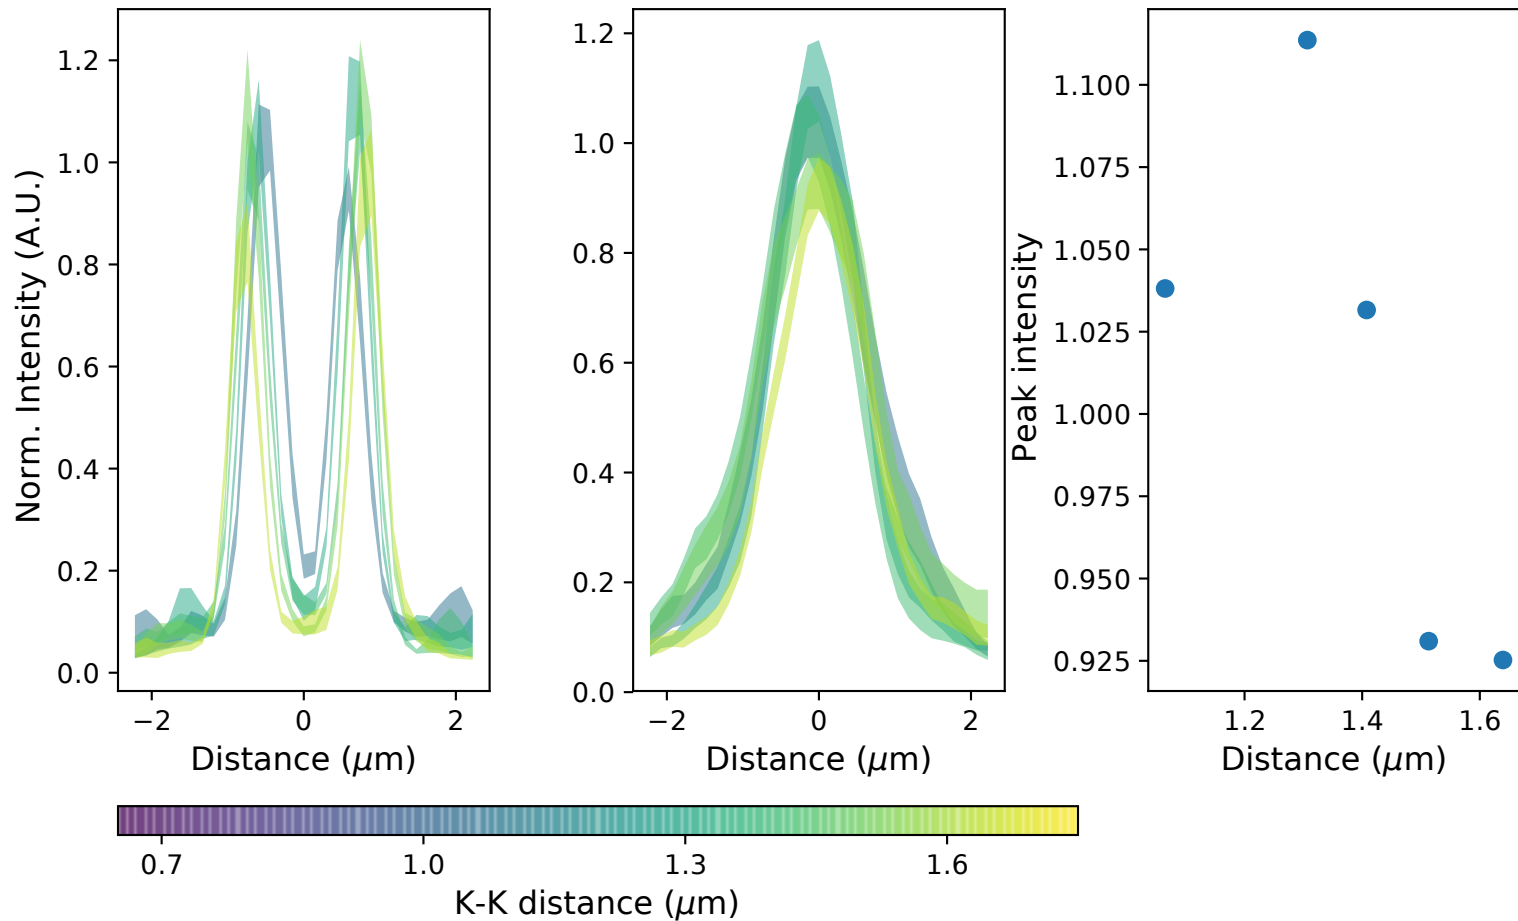 Norm. Intensity (A.U.)
1.2
1.0
0.8
0.6
0.4
0.2
0.0
−2 0 2
Distance (μm)
1.2
1.0
0.8
0.6
0.4
0.2
0.0
−2 0 2
Distance (μm)
Peak intensity
1.100
1.075
1.050
1.025
1.000
0.975
0.950
0.925
1.2 1.4 1.6
Distance (μm)
0.7 1.0 1.3 1.6
K-K distance (μm)